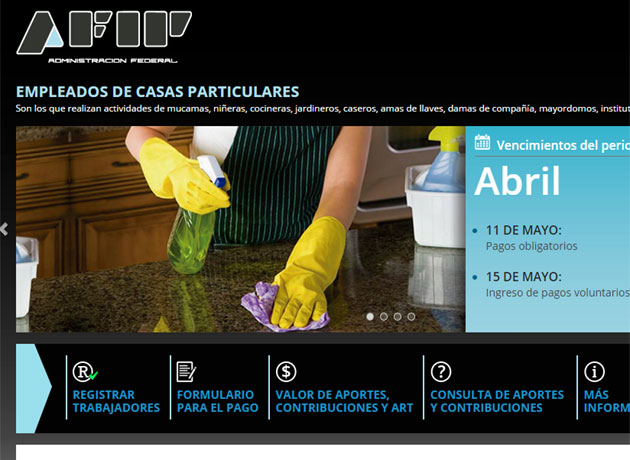 AFIP
ADMINISTRACION FEDERAL
EMPLEADOS DE CASAS PARTICULARES
Son los que realizan actividades de mucamas, niñeras, cocineras, jardineros, caseros, amas de llaves, damas de compañía, mayordomos, institut
Vencimientos del perio
Abril
11 DE MAYO:
Pagos obligatorios
15 DE MAYO:
Ingreso de pagos voluntarios
REGISTRAR
TRABAJADORES
FORMULARIO
PARA EL PAGO
VALOR DE APORTES,
CONTRIBUCIONES Y ART
CONSULTA DE APORTES
Y CONTRIBUCIONES
MÁS
INFORM